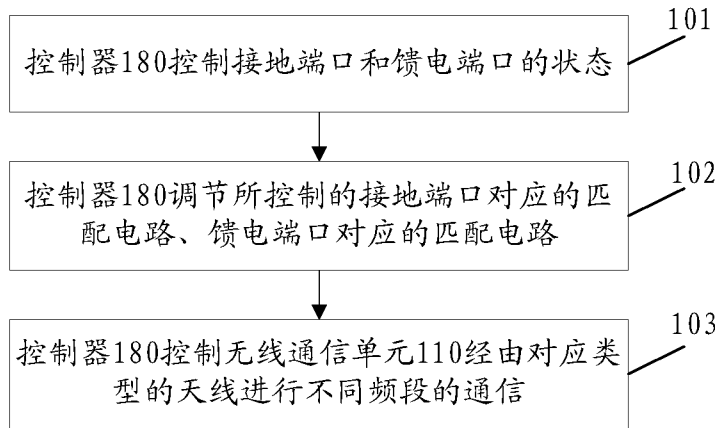 101
控制器180控制接地端口和馈电端口的状态
102
控制器180调节所控制的接地端口对应的匹
配电路、馈电端口对应的匹配电路
103
控制器180控制无线通信单元110经由对应类
型的天线进行不同频段的通信